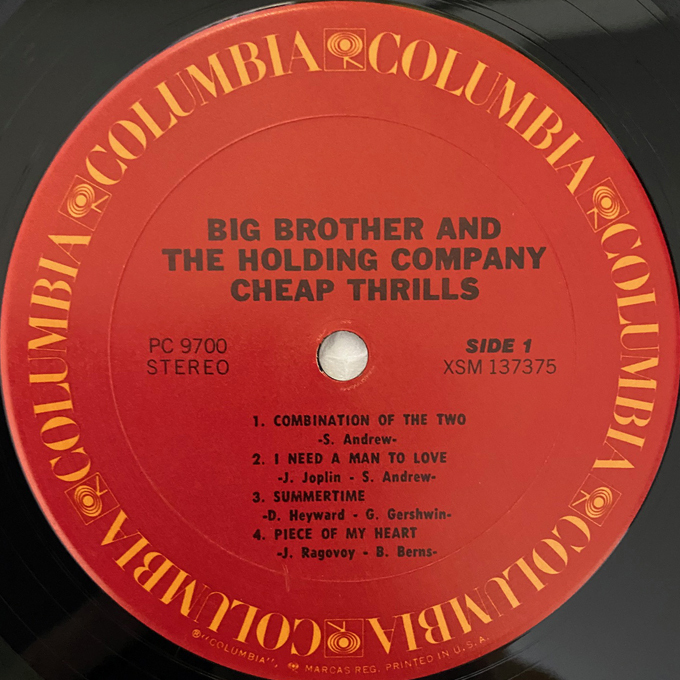 COLUMBIA COLUMBIA COLUMBIA COLUMBIA COLUMBIA COLUMBIA
BIG BROTHER AND
THE HOLDING COMPANY
CHEAP THRILLS
PC 9700
STEREO
SIDE 1
XSM 137375
1. COMBINATION OF THE TWO
-S. Andrew-
2. I NEED A MAN TO LOVE
-J. Joplin - S. Andrew-
3. SUMMERTIME
-D. Heyward - G. Gershwin-
4. PIECE OF MY HEART
-J. Ragovoy - B. Berns-
®"COLUMBIA", MARCAS REG. PRINTED IN U.S.A.